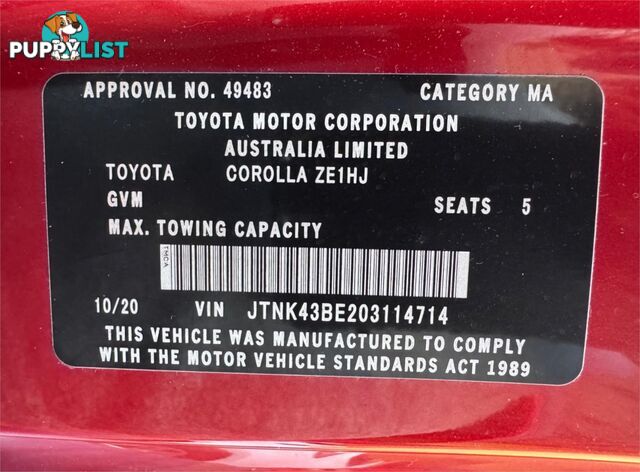 PUPPYLIST
APPROVAL NO. 49483 CATEGORY MA
TOYOTA MOTOR CORPORATION
AUSTRALIA LIMITED
TOYOTA COROLLA ZE1HJ
GVM SEATS 5
MAX. TOWING CAPACITY
TMCA
10/20 VIN JTNK43BE203114714
THIS VEHICLE WAS MANUFACTURED TO COMPLY
WITH THE MOTOR VEHICLE STANDARDS ACT 1989